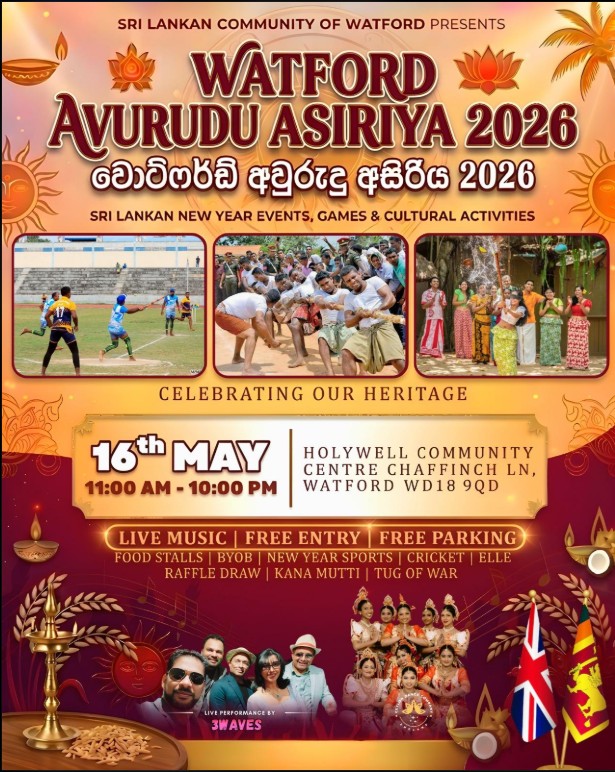 SRI LANKAN COMMUNITY OF WATFORD PRESENTS
WATFORD
AVURUDU ASIRIYA 2026
වොට්ෆර්ඩ් අවුරුදු අසිරිය 2026
SRI LANKAN NEW YEAR EVENTS, GAMES & CULTURAL ACTIVITIES
CELEBRATING OUR HERITAGE
16th MAY
11:00 AM - 10:00 PM
HOLYWELL COMMUNITY
CENTRE CHAFFINCH LN,
WATFORD WD18 9QD
LIVE MUSIC | FREE ENTRY | FREE PARKING
FOOD STALLS | BYOB | NEW YEAR SPORTS | CRICKET | ELLE
RAFFLE DRAW | KANA MUTTI | TUG OF WAR
LIVE PERFORMANCE BY
3WAVES